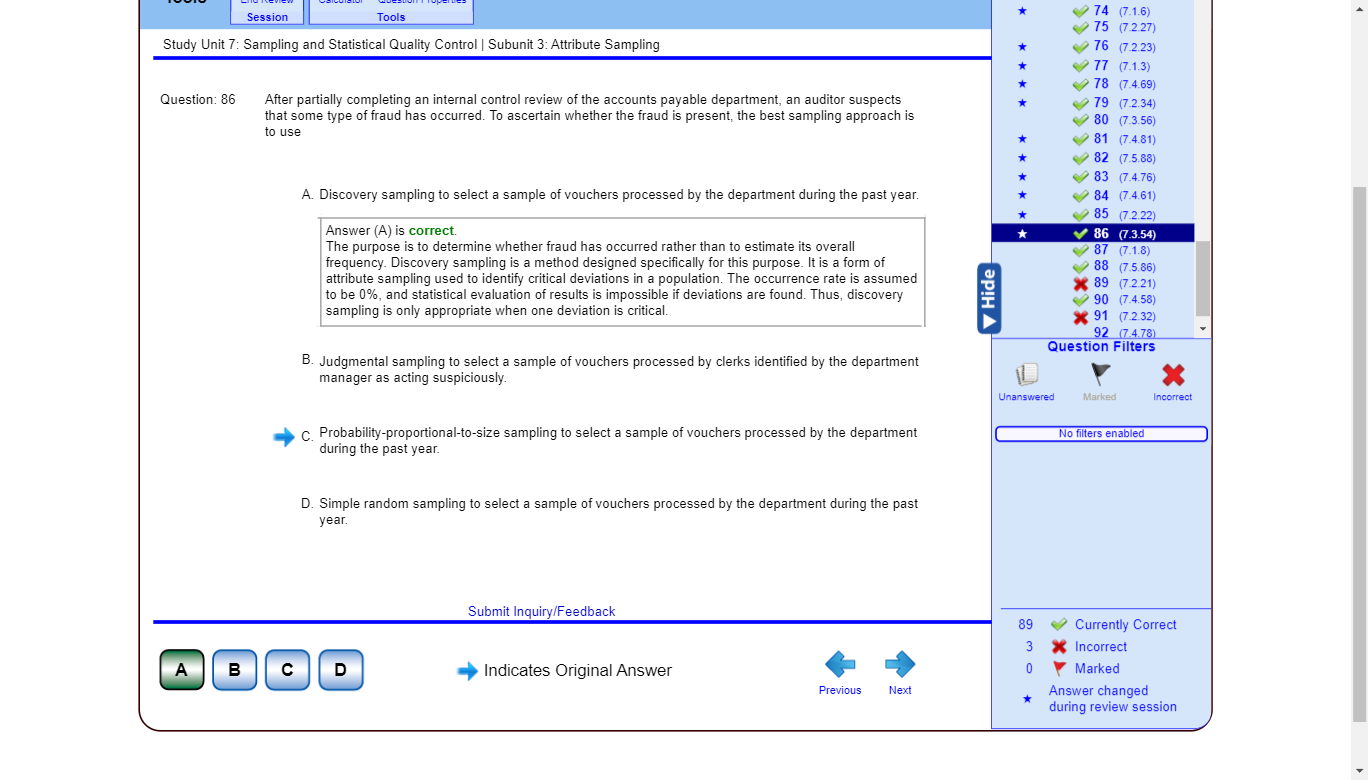 Tools
End Review
Session
Calculator Question Properties
Tools
Study Unit 7: Sampling and Statistical Quality Control | Subunit 3: Attribute Sampling
Question: 86
After partially completing an internal control review of the accounts payable department, an auditor suspects
that some type of fraud has occurred. To ascertain whether the fraud is present, the best sampling approach is
to use
A. Discovery sampling to select a sample of vouchers processed by the department during the past year.
Answer (A) is correct.
The purpose is to determine whether fraud has occurred rather than to estimate its overall
frequency. Discovery sampling is a method designed specifically for this purpose. It is a form of
attribute sampling used to identify critical deviations in a population. The occurrence rate is assumed
to be 0%, and statistical evaluation of results is impossible if deviations are found. Thus, discovery
sampling is only appropriate when one deviation is critical.
B. Judgmental sampling to select a sample of vouchers processed by clerks identified by the department
manager as acting suspiciously.
C. Probability-proportional-to-size sampling to select a sample of vouchers processed by the department
during the past year.
D. Simple random sampling to select a sample of vouchers processed by the department during the past
year.
Submit Inquiry/Feedback
A B C D
Indicates Original Answer
Previous
Next
74 (7.1.6)
75 (7.2.27)
76 (7.2.23)
77 (7.1.3)
78 (7.4.69)
79 (7.2.34)
80 (7.3.56)
81 (7.4.81)
82 (7.5.88)
83 (7.4.76)
84 (7.4.61)
85 (7.2.22)
86 (7.3.54)
87 (7.1.8)
88 (7.5.86)
89 (7.2.21)
90 (7.4.58)
91 (7.2.32)
92 (7.4.78)
Hide
Question Filters
Unanswered
Marked
Incorrect
No filters enabled
89 Currently Correct
3 Incorrect
0 Marked
Answer changed
during review session